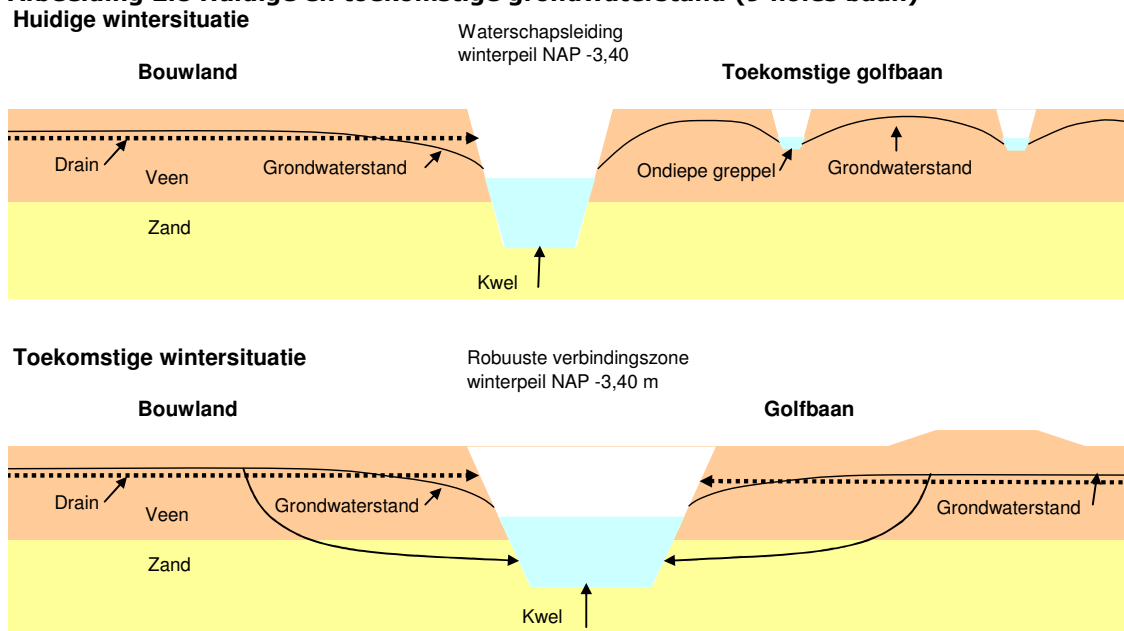 Huidige wintersituatie
Waterschapsleiding
winterpeil NAP -3,40
Bouwland
Toekomstige golfbaan
Drain
Veen
Grondwaterstand
Ondiepe greppel
Grondwaterstand
Zand
Kwel
Toekomstige wintersituatie
Robuuste verbindingszone
winterpeil NAP -3,40 m
Bouwland
Golfbaan
Drain
Veen
Grondwaterstand
Grondwaterstand
Zand
Kwel